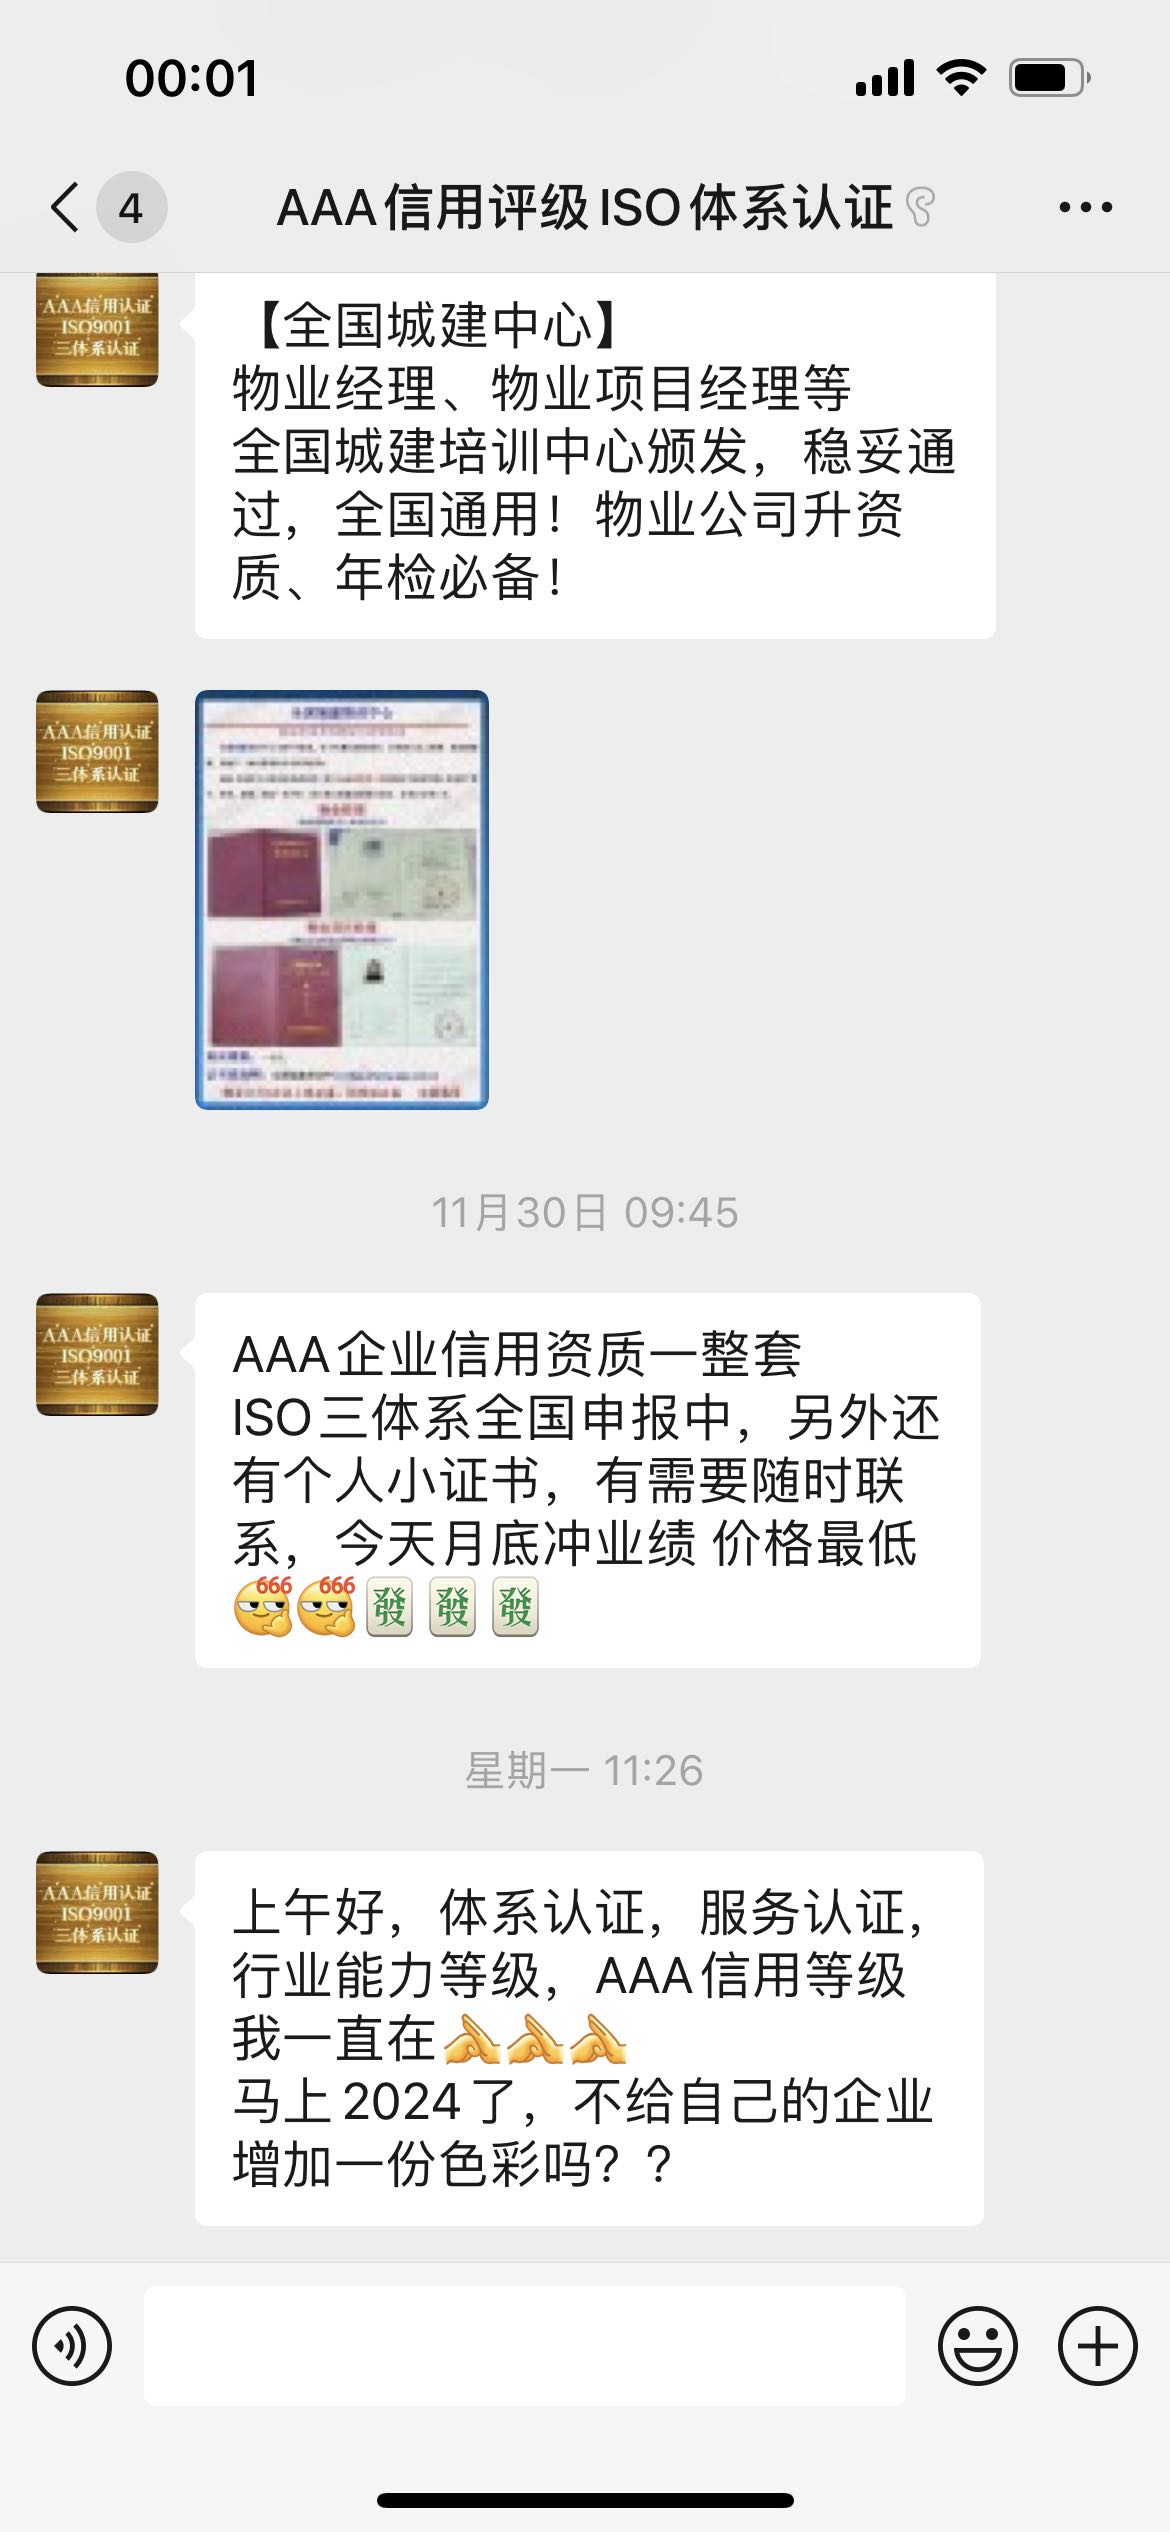 00:01
4
AAA信用评级ISO体系认证
AAA信用认证
ISO9001
三体系认证
【全国城建中心】
物业经理、物业项目经理等
全国城建培训中心颁发，稳妥通
过，全国通用！物业公司升资
质、年检必备！
AAA信用认证
ISO9001
三体系认证
11月30日 09:45
AAA信用认证
ISO9001
三体系认证
AAA企业信用资质一整套
ISO三体系全国申报中，另外还
有个人小证书，有需要随时联
系，今天月底冲业绩 价格最低
666 666 發 發 發
星期一 11:26
AAA信用认证
ISO9001
三体系认证
上午好，体系认证，服务认证，
行业能力等级，AAA信用等级
我一直在
马上2024了，不给自己的企业
增加一份色彩吗？？